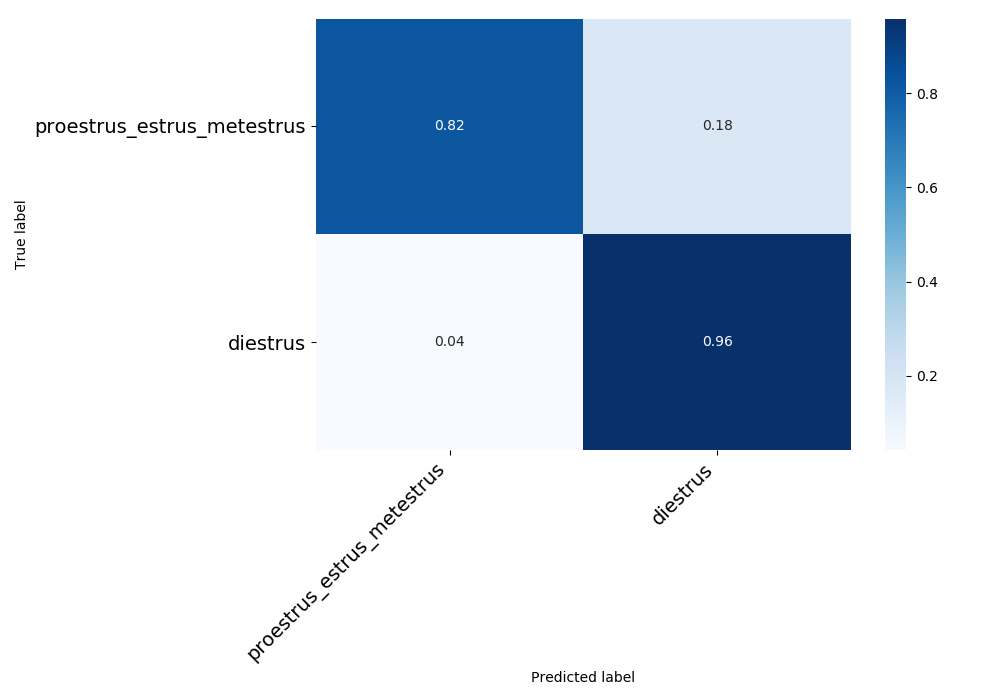 True label
proestrus_estrus_metestrus
0.82
0.18
diestrus
0.04
0.96
0.8
0.6
0.4
0.2
proestrus_estrus_metestrus
diestrus
Predicted label